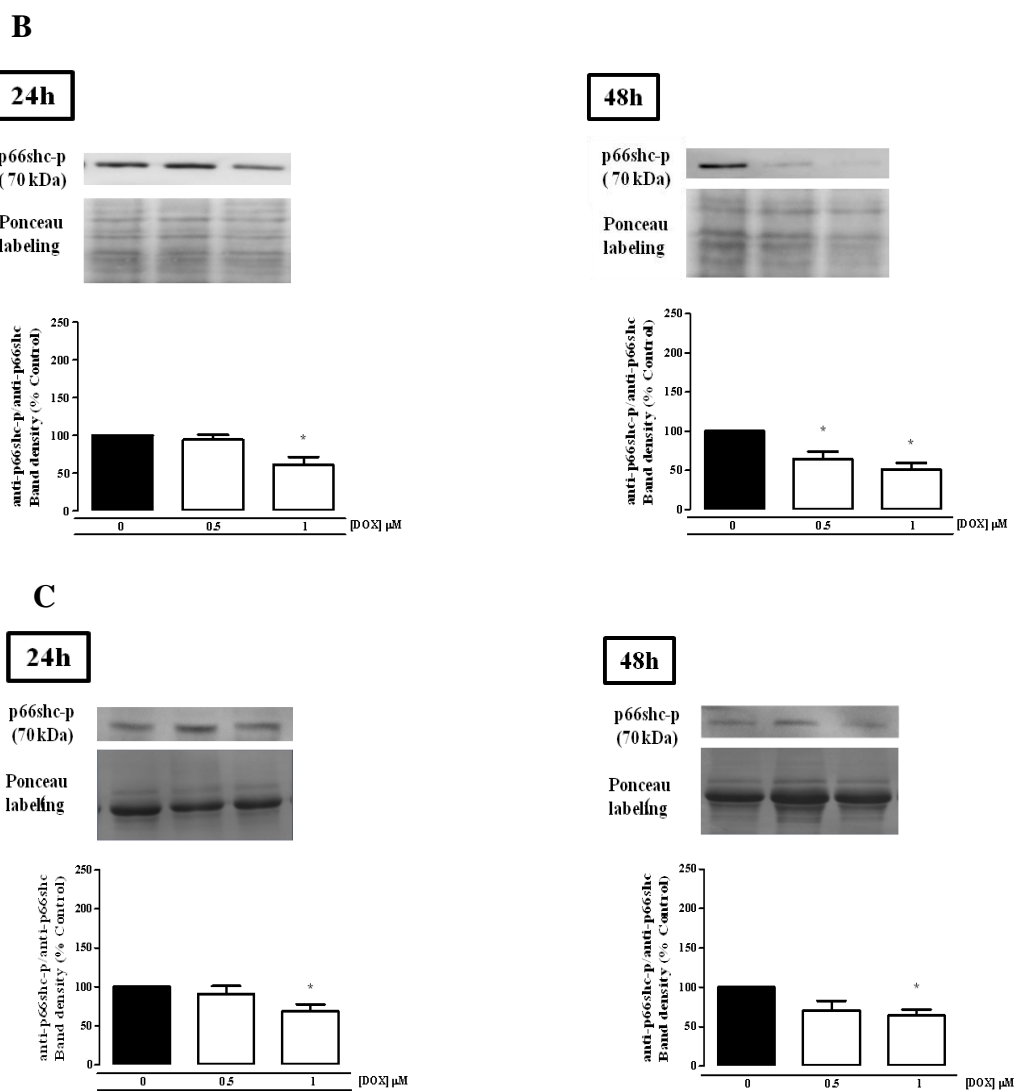 B
24h
48h
p66shc-p
(70 kDa)
Ponceau
labeling
p66shc-p
(70 kDa)
Ponceau
labeling
anti-p66shc-p/anti-p66shc
Band density (% Control)
250
200
150
100
50
0
*
0 0.5 1 [DOX] µM
anti-p66shc-p/anti-p66shc
Band density (% Control)
250
200
150
100
50
0
* *
0 0.5 1 [DOX] µM
C
24h
48h
p66shc-p
(70kDa)
Ponceau
labeling
p66shc-p
(70kDa)
Ponceau
labeling
anti-p66shc-p/anti-p66shc
Band density (% Control)
250
200
150
100
50
0
*
0 0.5 1 [DOX] µM
anti-p66shc-p/anti-p66shc
Band density (% Control)
250
200
150
100
50
0
*
0 0.5 1 [DOX] µM